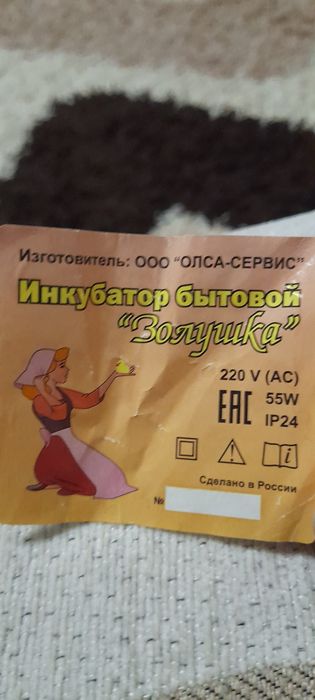 Изготовитель: ООО "ОЛСА-СЕРВИС"
Инкубатор бытовой
"Золушка"
220 V (AC)
EAC 55W
IP24
Сделано в России
№